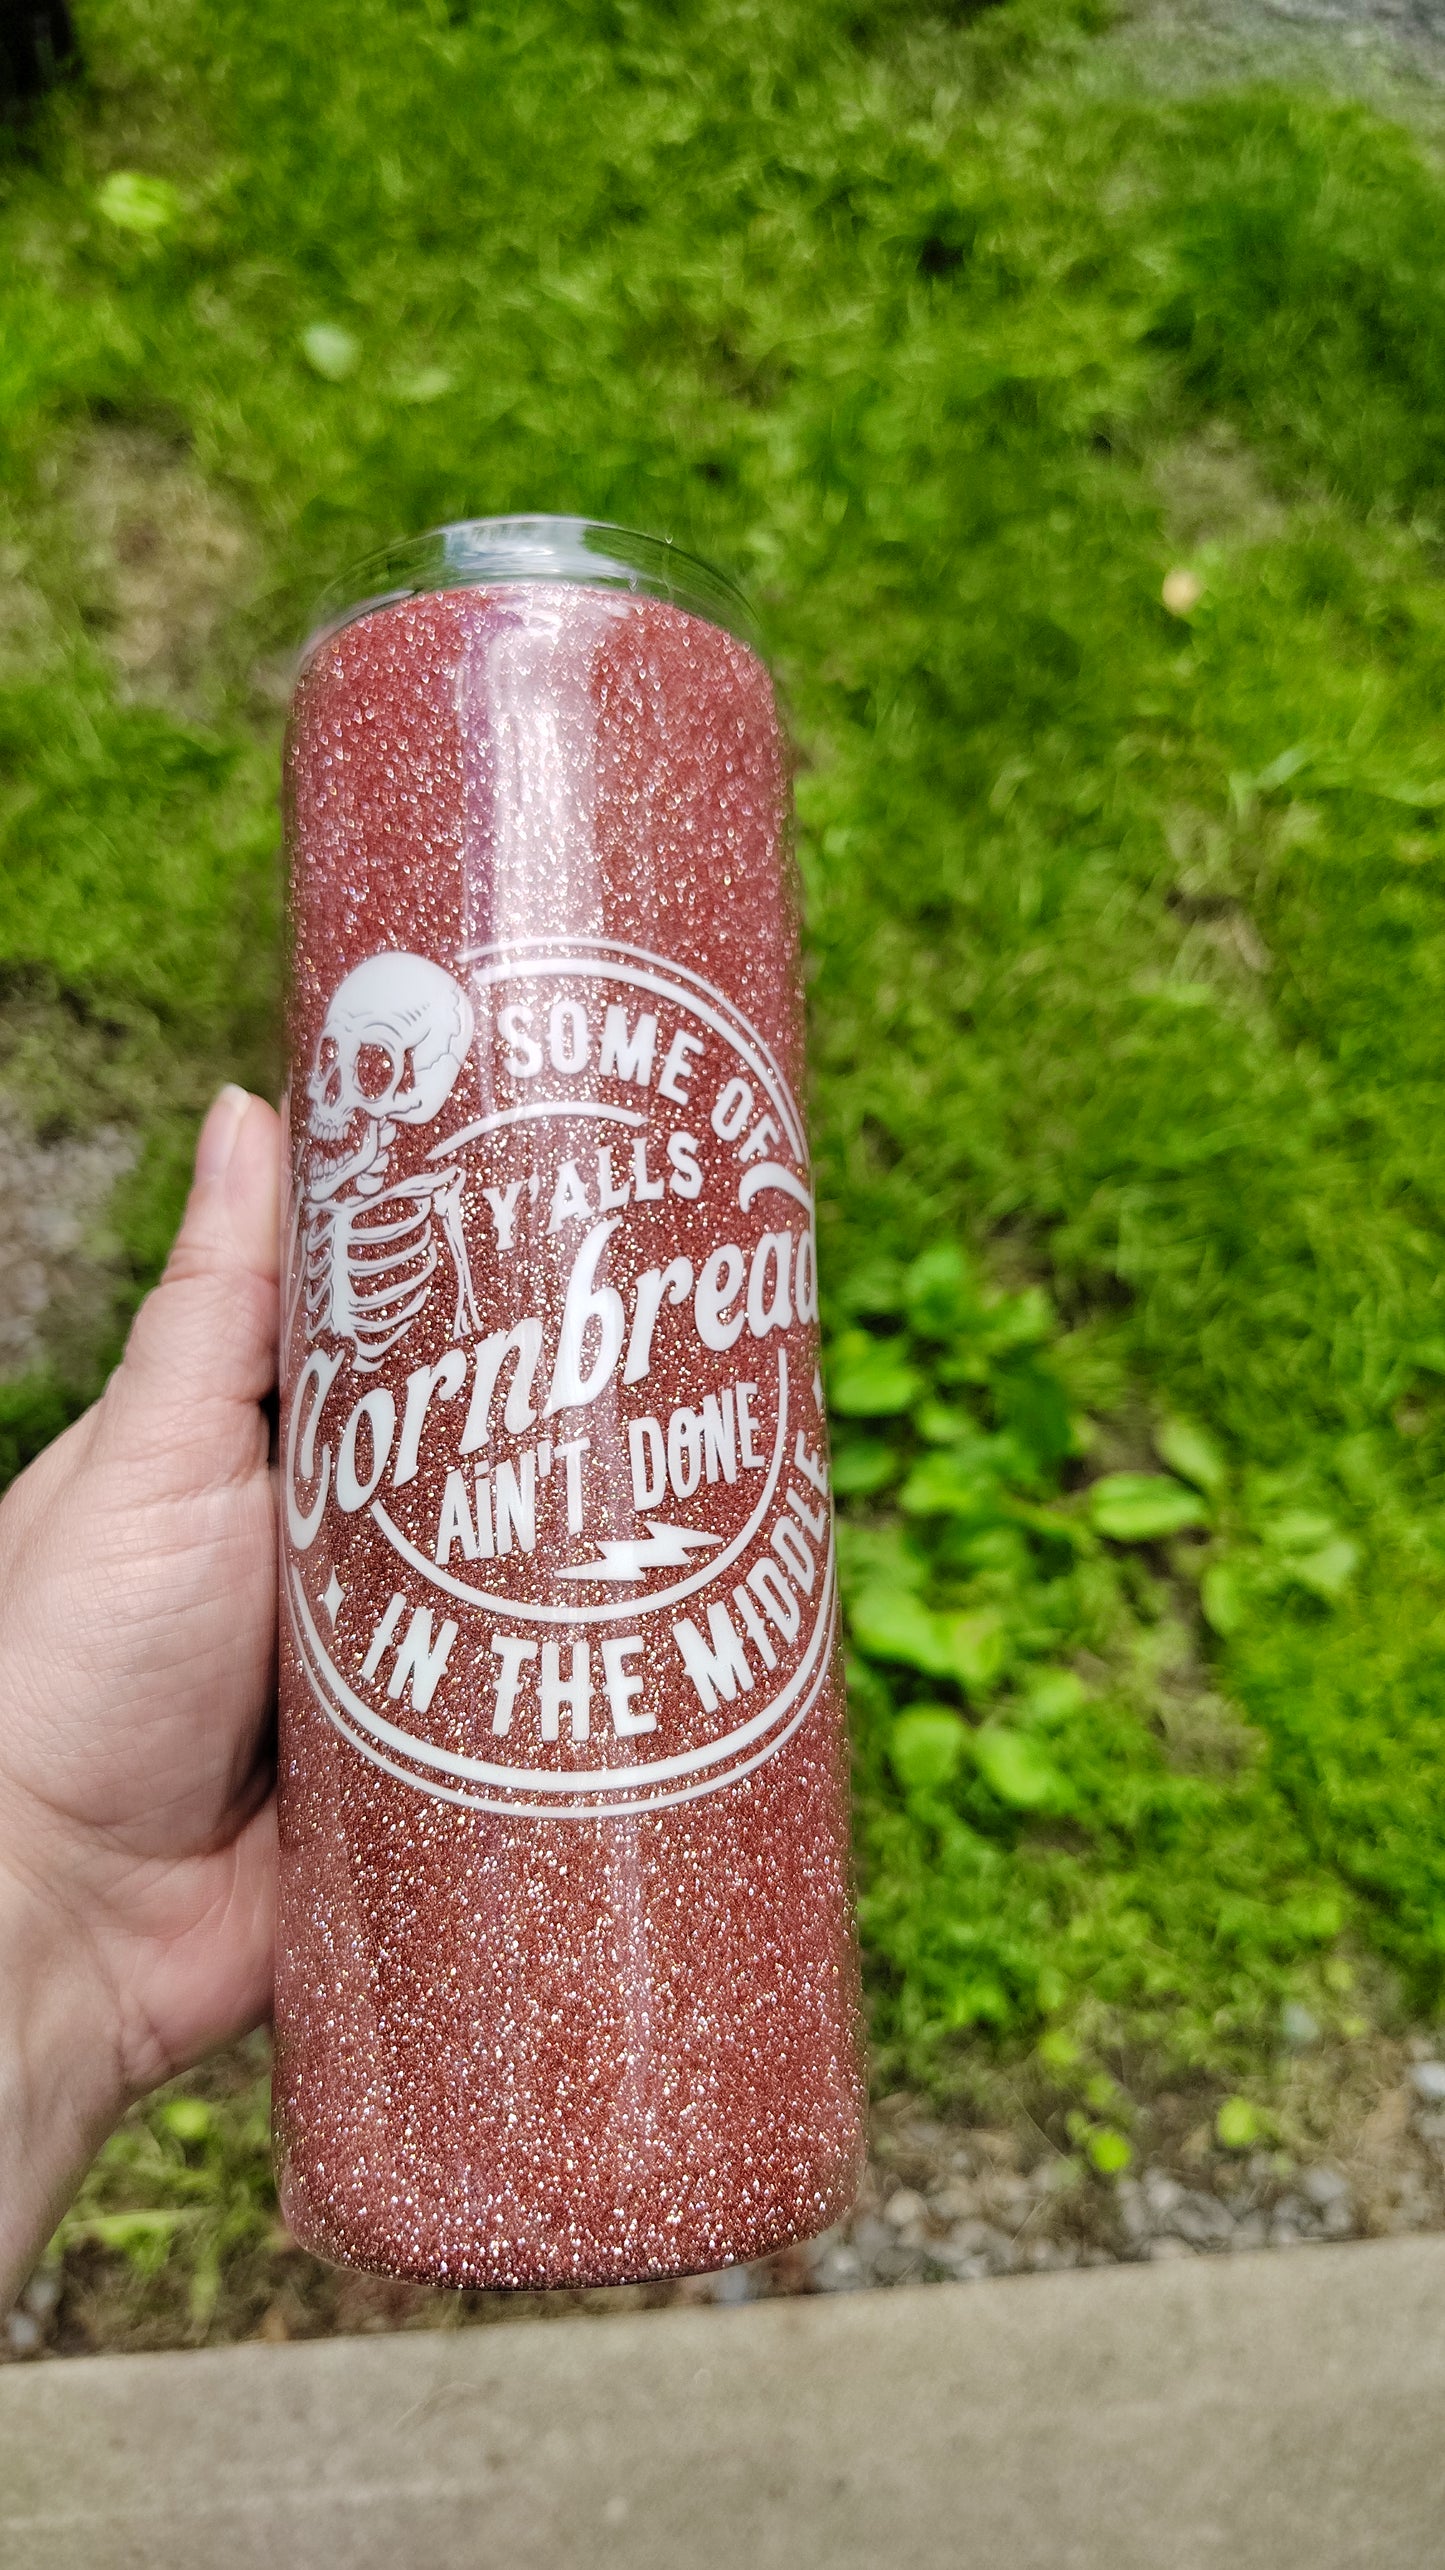 SOME OF
Y'ALLS
Cornbread
AiN'T DONE
IN THE MIDDLE